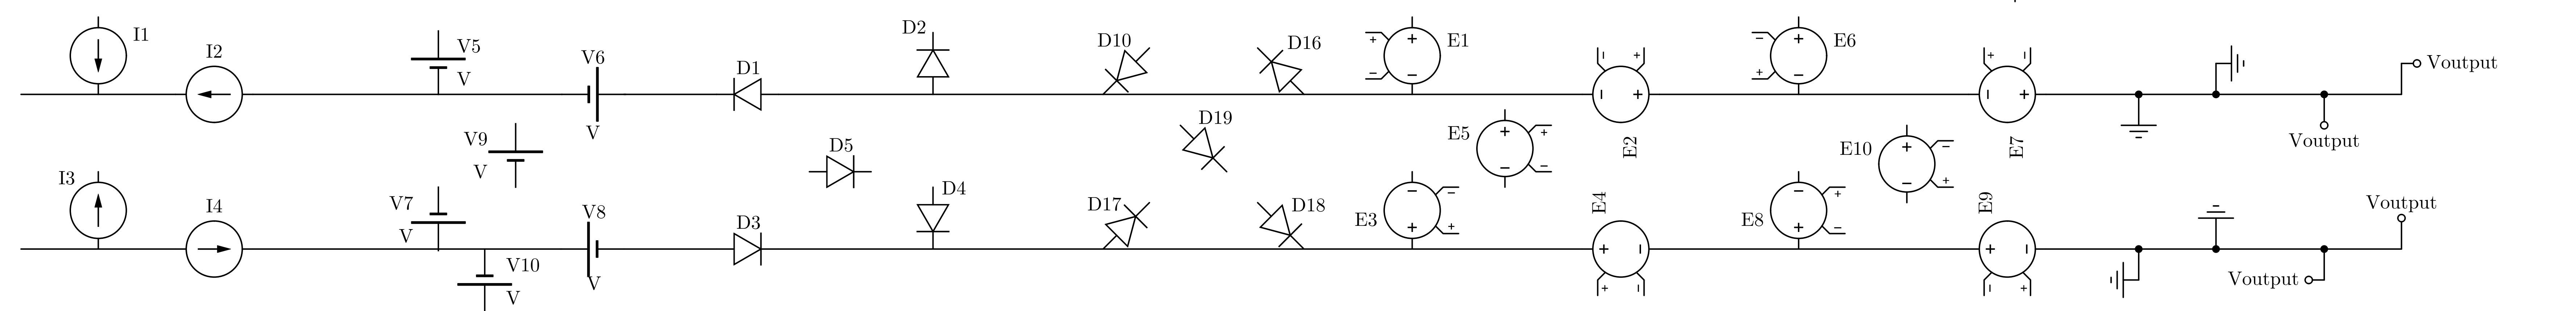 I1
I2
V5
V
V6
V
D1
D2
D10
D16
E1
+
−
+
−
E2
−
+
−
+
E6
−
+
+
−
E7
+
−
−
+
Voutput
Voutput
V9
V
D5
D19
E5
+
−
+
−
E10
+
−
−
+
I3
I4
V7
V
V10
V
V8
V
D3
D4
D17
D18
E3
−
+
−
+
E4
+
−
+
−
E8
−
+
+
−
E9
+
−
−
+
Voutput
Voutput